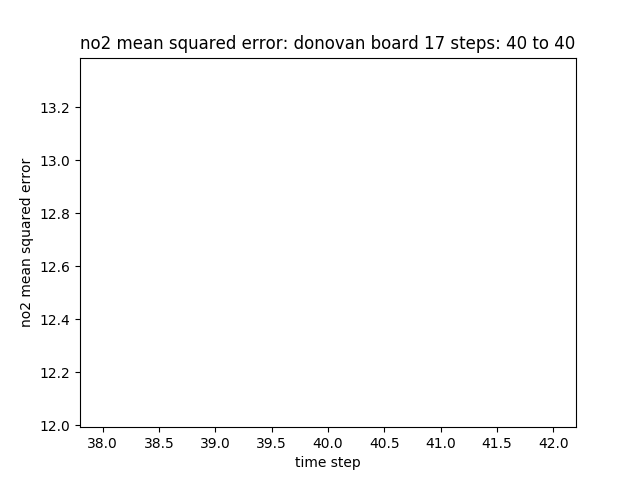 no2 mean squared error: donovan board 17 steps: 40 to 40
13.2
13.0
12.8
12.6
12.4
12.2
12.0
no2 mean squared error
38.0 38.5 39.0 39.5 40.0 40.5 41.0 41.5 42.0
time step